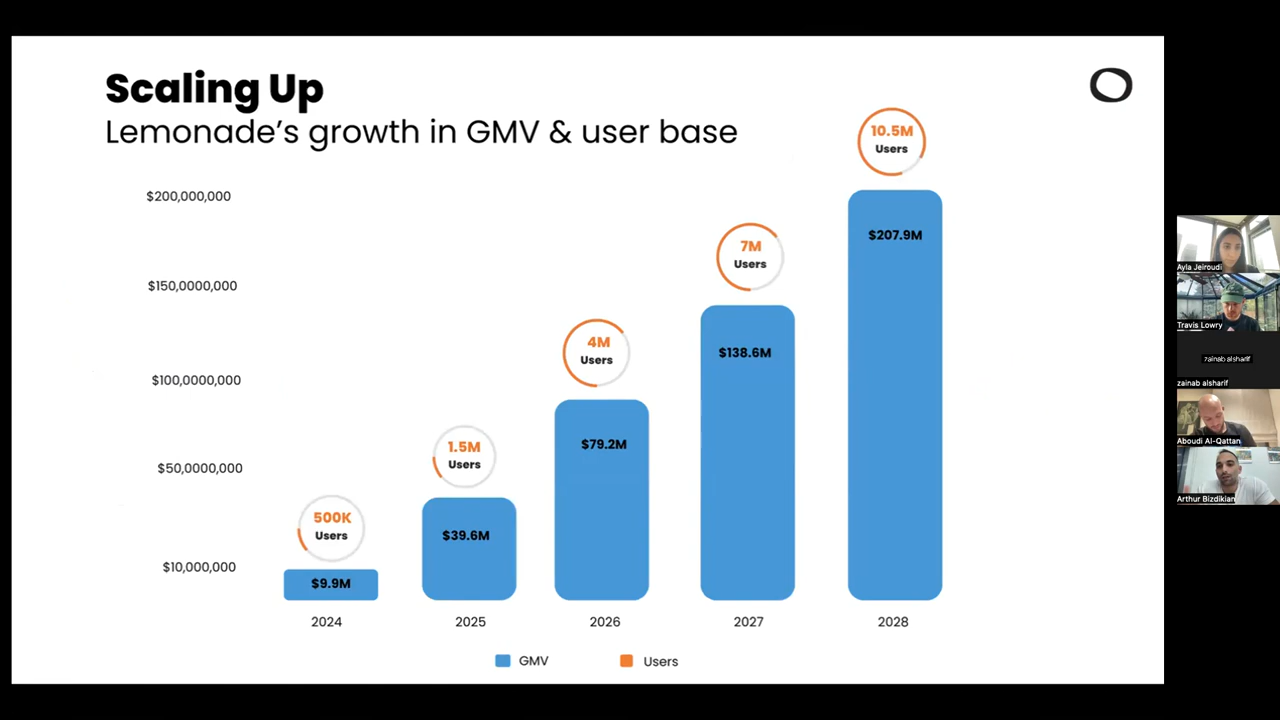 Scaling Up
Lemonade's growth in GMV & user base
$200,000,000
$150,0000,000
$100,0000,000
$50,0000,000
$10,000,000
500K
Users
1.5M
Users
4M
Users
7M
Users
10.5M
Users
$9.9M
$39.6M
$79.2M
$138.6M
$207.9M
2024
2025
2026
2027
2028
GMV
Users
Ayla Jeiroudi
Travis Lowry
zainab alsharif
zainab alsharif
Aboudi Al-Qattan
Arthur Bizdikian